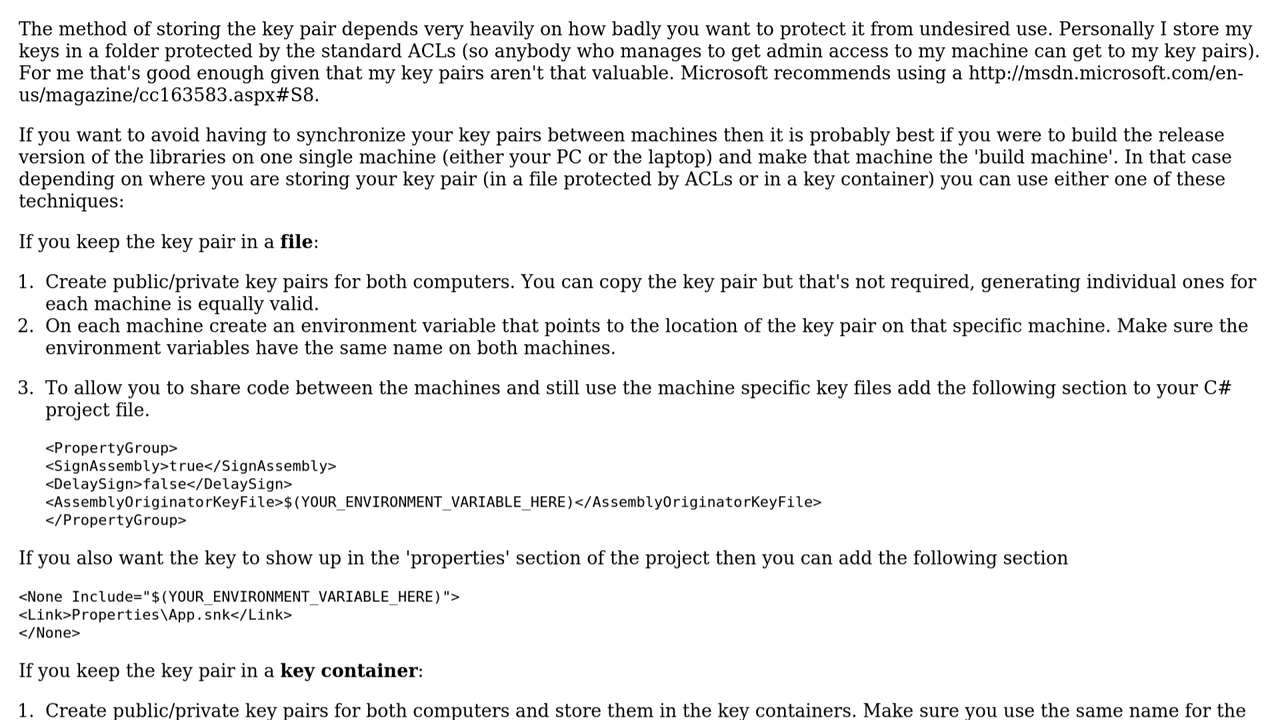 The method of storing the key pair depends very heavily on how badly you want to protect it from undesired use. Personally I store my
keys in a folder protected by the standard ACLs (so anybody who manages to get admin access to my machine can get to my key pairs).
For me that's good enough given that my key pairs aren't that valuable. Microsoft recommends using a http://msdn.microsoft.com/en-
us/magazine/cc163583.aspx#S8.
If you want to avoid having to synchronize your key pairs between machines then it is probably best if you were to build the release
version of the libraries on one single machine (either your PC or the laptop) and make that machine the 'build machine'. In that case
depending on where you are storing your key pair (in a file protected by ACLs or in a key container) you can use either one of these
techniques:
If you keep the key pair in a file:
1. Create public/private key pairs for both computers. You can copy the key pair but that's not required, generating individual ones for
each machine is equally valid.
2. On each machine create an environment variable that points to the location of the key pair on that specific machine. Make sure the
environment variables have the same name on both machines.
3. To allow you to share code between the machines and still use the machine specific key files add the following section to your C#
project file.
<PropertyGroup>
<SignAssembly>true</SignAssembly>
<DelaySign>false</DelaySign>
<AssemblyOriginatorKeyFile>$(YOUR_ENVIRONMENT_VARIABLE_HERE)</AssemblyOriginatorKeyFile>
</PropertyGroup>
If you also want the key to show up in the 'properties' section of the project then you can add the following section
<None Include="$(YOUR_ENVIRONMENT_VARIABLE_HERE)">
<Link>Properties\App.snk</Link>
</None>
If you keep the key pair in a key container:
1. Create public/private key pairs for both computers and store them in the key containers. Make sure you use the same name for the